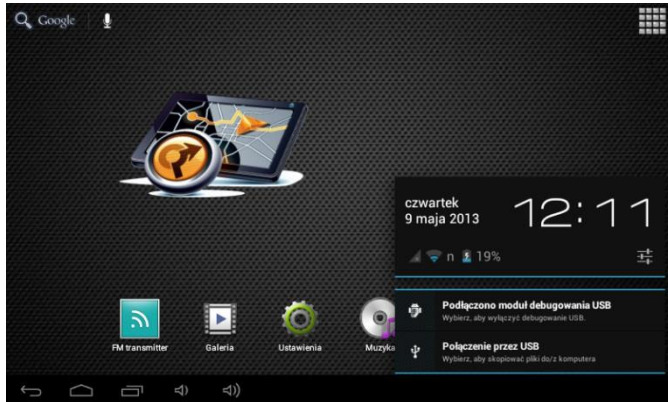 Google
czwartek
9 maja 2013
12:11
n 19%
Podłączono moduł debugowania USB
Wybierz, aby wyłączyć debugowanie USB.
Połączenie przez USB
Wybierz, aby skopiować pliki do/z komputera
FM transmitter
Galeria
Ustawienia
Muzyka